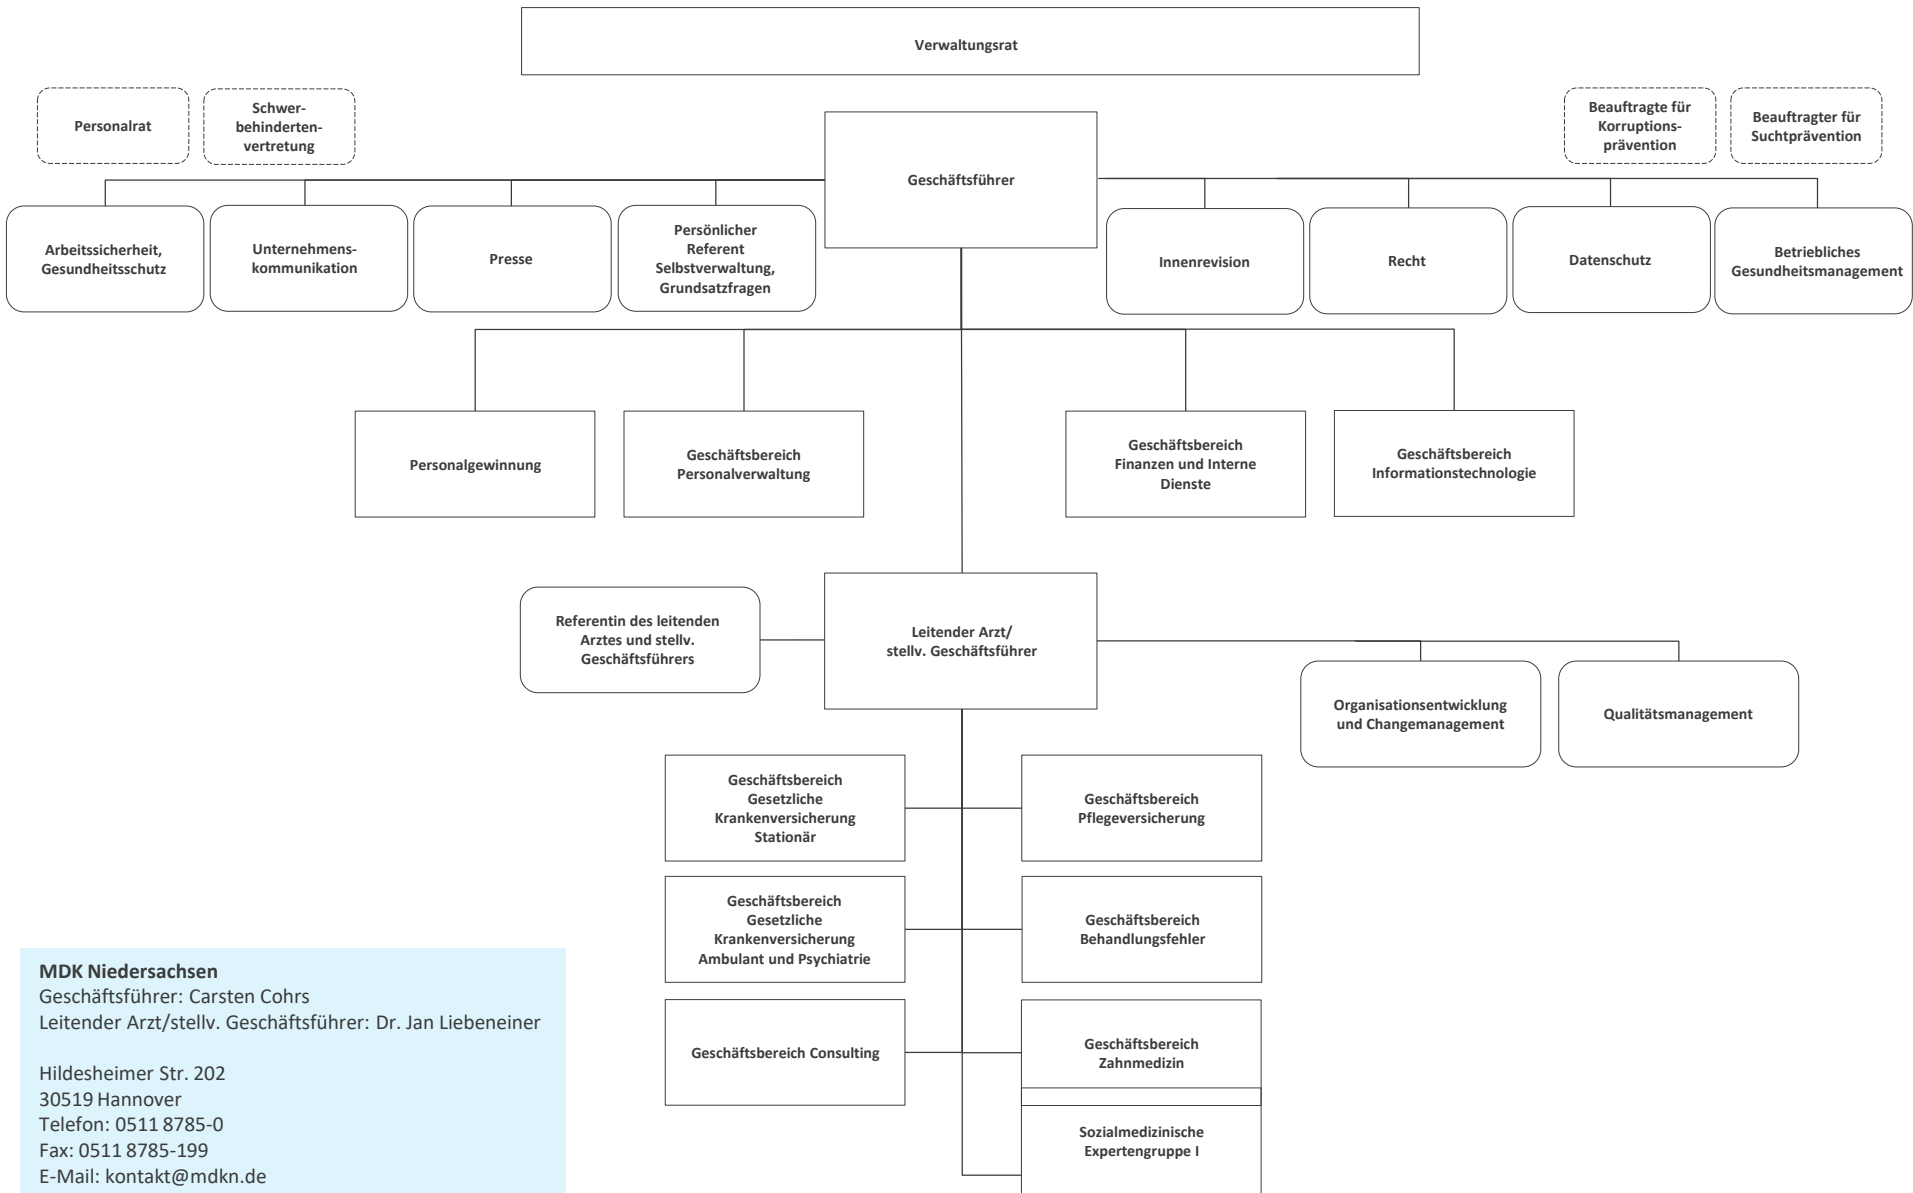 Verwaltungsrat
Personalrat
Schwer-
behinderten-
vertretung
Beauftragte für
Korruptions-
prävention
Beauftragter für
Suchtprävention
Geschäftsführer
Arbeitssicherheit,
Gesundheitsschutz
Unternehmens-
kommunikation
Presse
Persönlicher
Referent
Selbstverwaltung,
Grundsatzfragen
Innenrevision
Recht
Datenschutz
Betriebliches
Gesundheitsmanagement
Personalgewinnung
Geschäftsbereich
Personalverwaltung
Geschäftsbereich
Finanzen und Interne
Dienste
Geschäftsbereich
Informationstechnologie
Referentin des leitenden
Arztes und stellv.
Geschäftsführers
Leitender Arzt/
stellv. Geschäftsführer
Organisationsentwicklung
und Changemanagement
Qualitätsmanagement
Geschäftsbereich
Gesetzliche
Krankenversicherung
Stationär
Geschäftsbereich
Pflegeversicherung
Geschäftsbereich
Gesetzliche
Krankenversicherung
Ambulant und Psychiatrie
Geschäftsbereich
Behandlungsfehler
Geschäftsbereich Consulting
Geschäftsbereich
Zahnmedizin
Sozialmedizinische
Expertengruppe I
MDK Niedersachsen
Geschäftsführer: Carsten Cohrs
Leitender Arzt/stellv. Geschäftsführer: Dr. Jan Liebeneiner
Hildesheimer Str. 202
30519 Hannover
Telefon: 0511 8785-0
Fax: 0511 8785-199
E-Mail: kontakt@mdkn.de